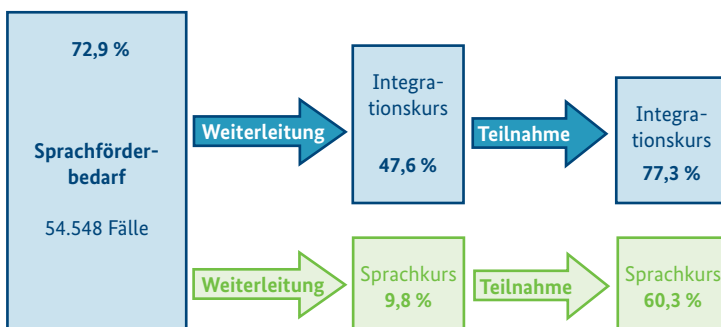 72,9 %
Sprachförder-
bedarf
54.548 Fälle
Weiterleitung
Integra-
tionskurs
47,6 %
Teilnahme
Integra-
tionskurs
77,3 %
Weiterleitung
Sprachkurs
9,8 %
Teilnahme
Sprachkurs
60,3 %